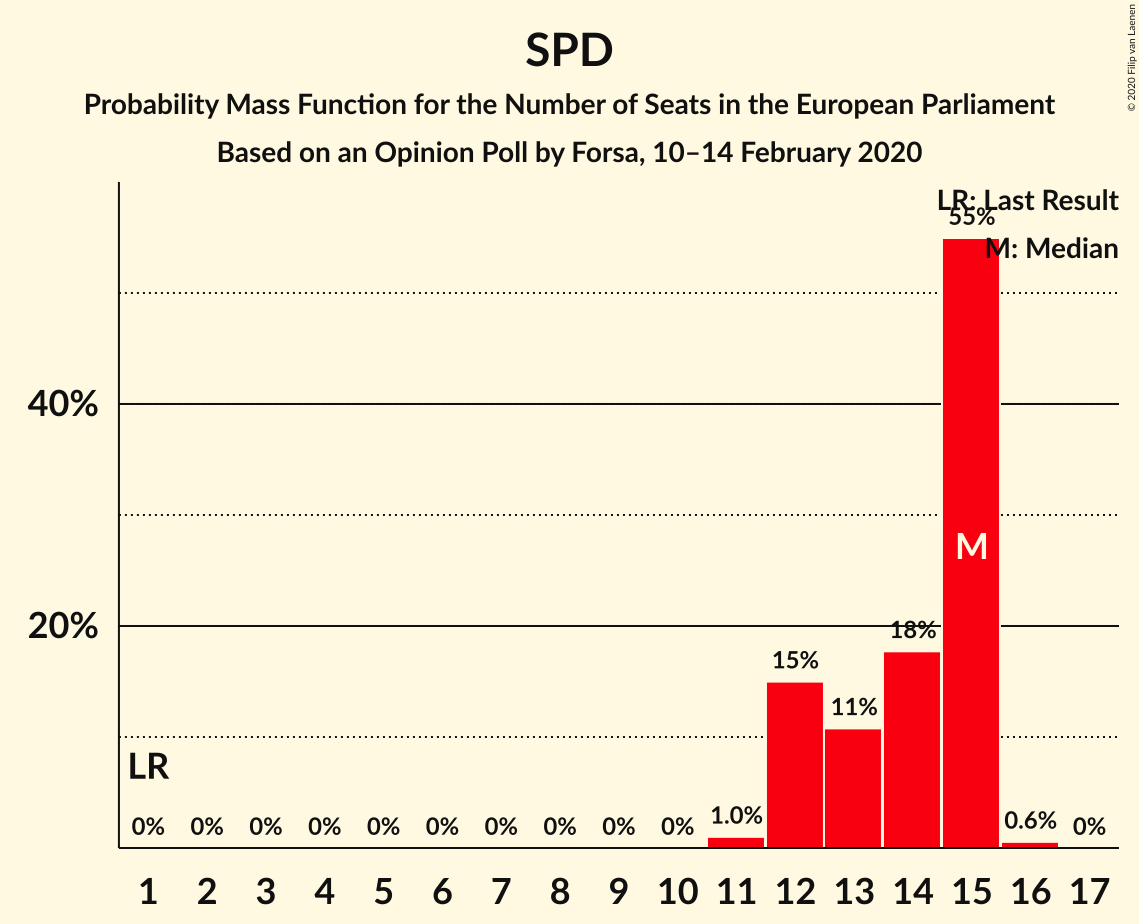 SPD
Probability Mass Function for the Number of Seats in the European Parliament
Based on an Opinion Poll by Forsa, 10–14 February 2020
© 2020 Filip van Laenen
LR: Last Result
M: Median
55%
40%
20%
M
18%
15%
11%
LR
0% 0% 0% 0% 0% 0% 0% 0% 0% 0% 1.0% 0.6% 0%
1 2 3 4 5 6 7 8 9 10 11 12 13 14 15 16 17